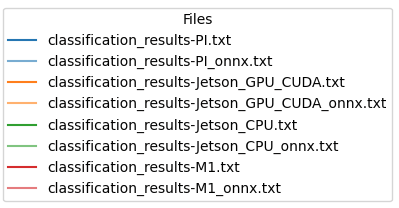 Files
classification_results-PI.txt
classification_results-PI_onnx.txt
classification_results-Jetson_GPU_CUDA.txt
classification_results-Jetson_GPU_CUDA_onnx.txt
classification_results-Jetson_CPU.txt
classification_results-Jetson_CPU_onnx.txt
classification_results-M1.txt
classification_results-M1_onnx.txt